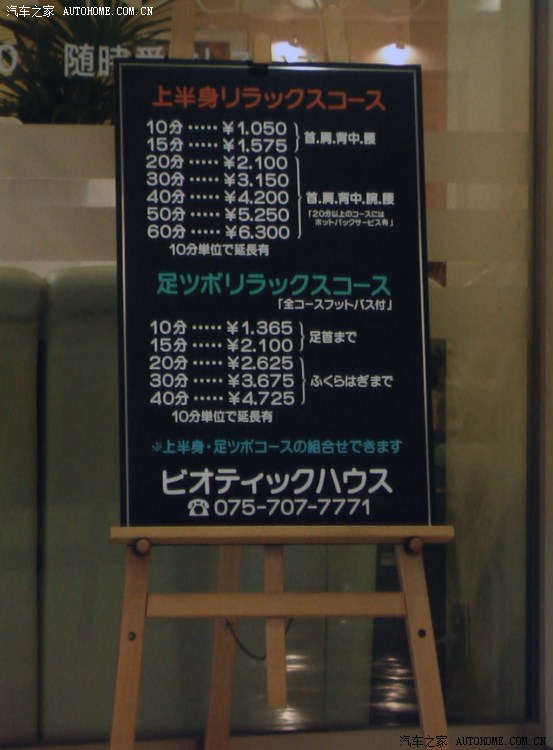 汽车之家 AUTOHOME.COM.CN
随時
上半身リラックスコース
10分 ‥‥‥ ¥1.050
15分 ‥‥‥ ¥1.575
首.肩.背中.腰
20分 ‥‥‥ ¥2,100
30分 ‥‥‥ ¥3.150
40分 ‥‥‥ ¥4.200
50分 ‥‥‥ ¥5.250
60分 ‥‥‥ ¥6.300
首.肩.背中.腕.腰
「20分以上のコースには
ホットパックサービス有」
10分単位で延長有
足ツボリラックスコース
「全コースフットバス付」
10分 ‥‥‥ ¥1.365
15分 ‥‥‥ ¥2.100
足首まで
20分 ‥‥‥ ¥2.625
30分 ‥‥‥ ¥3.675
40分 ‥‥‥ ¥4.725
ふくらはぎまで
10分単位で延長有
※上半身・足ツボコースの組合せできます
ビオティックハウス
☎075-707-7771
汽车之家 AUTOHOME.COM.CN